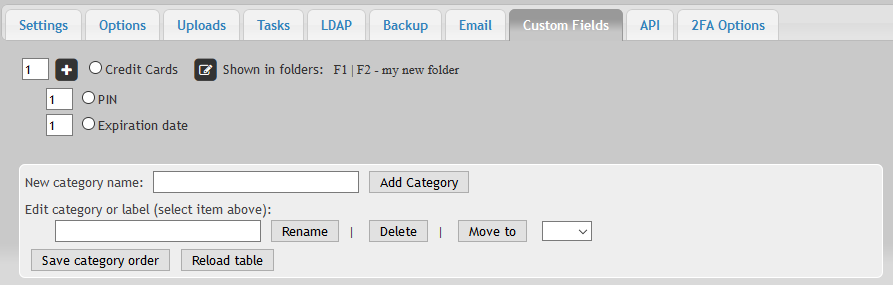 Settings Options Uploads Tasks LDAP Backup Email Custom Fields API 2FA Options
1 Credit Cards Shown in folders: F1 | F2 - my new folder
1 PIN
1 Expiration date
New category name: Add Category
Edit category or label (select item above):
Rename | Delete | Move to
Save category order Reload table